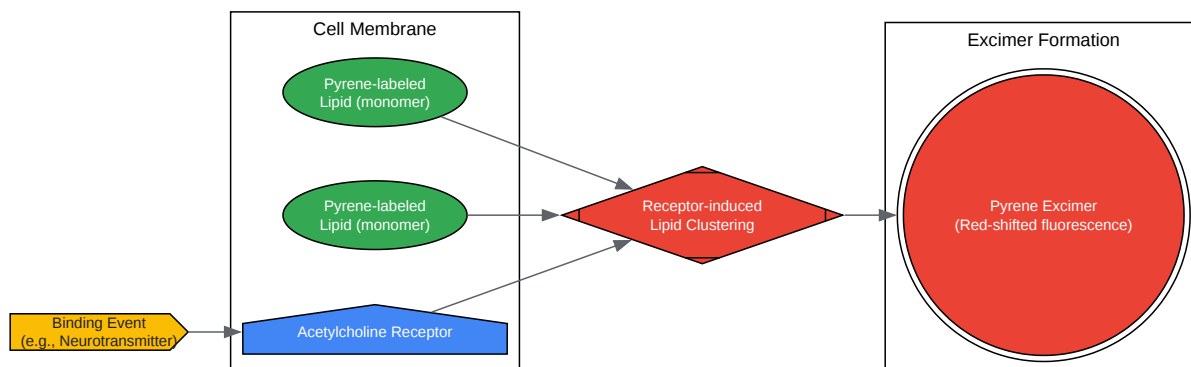 Cell Membrane
Pyrene-labeled
Lipid (monomer)
Pyrene-labeled
Lipid (monomer)
Acetylcholine Receptor
Binding Event
(e.g., Neurotransmitter)
Receptor-induced
Lipid Clustering
Excimer Formation
Pyrene Excimer
(Red-shifted fluorescence)